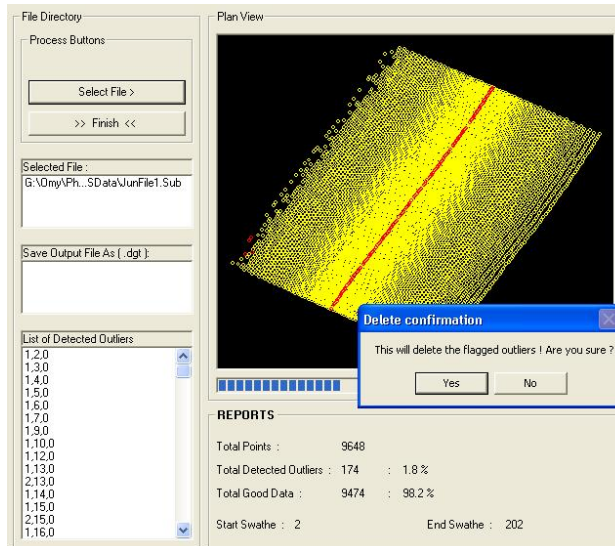 File Directory
Process Buttons
Select File >
>> Finish <<
Selected File :
G:\Omy\Ph...SData\JunFile1.Sub
Save Output File As ( .dgt ):
List of Detected Outliers
1,2,0
1,3,0
1,4,0
1,5,0
1,6,0
1,7,0
1,9,0
1,10,0
1,12,0
1,13,0
2,13,0
1,14,0
1,15,0
2,15,0
1,16,0
Plan View
Delete confirmation
This will delete the flagged outliers ! Are you sure ?
Yes No
REPORTS
Total Points : 9648
Total Detected Outliers : 174 : 1.8 %
Total Good Data : 9474 : 98.2 %
Start Swathe : 2 End Swathe : 202